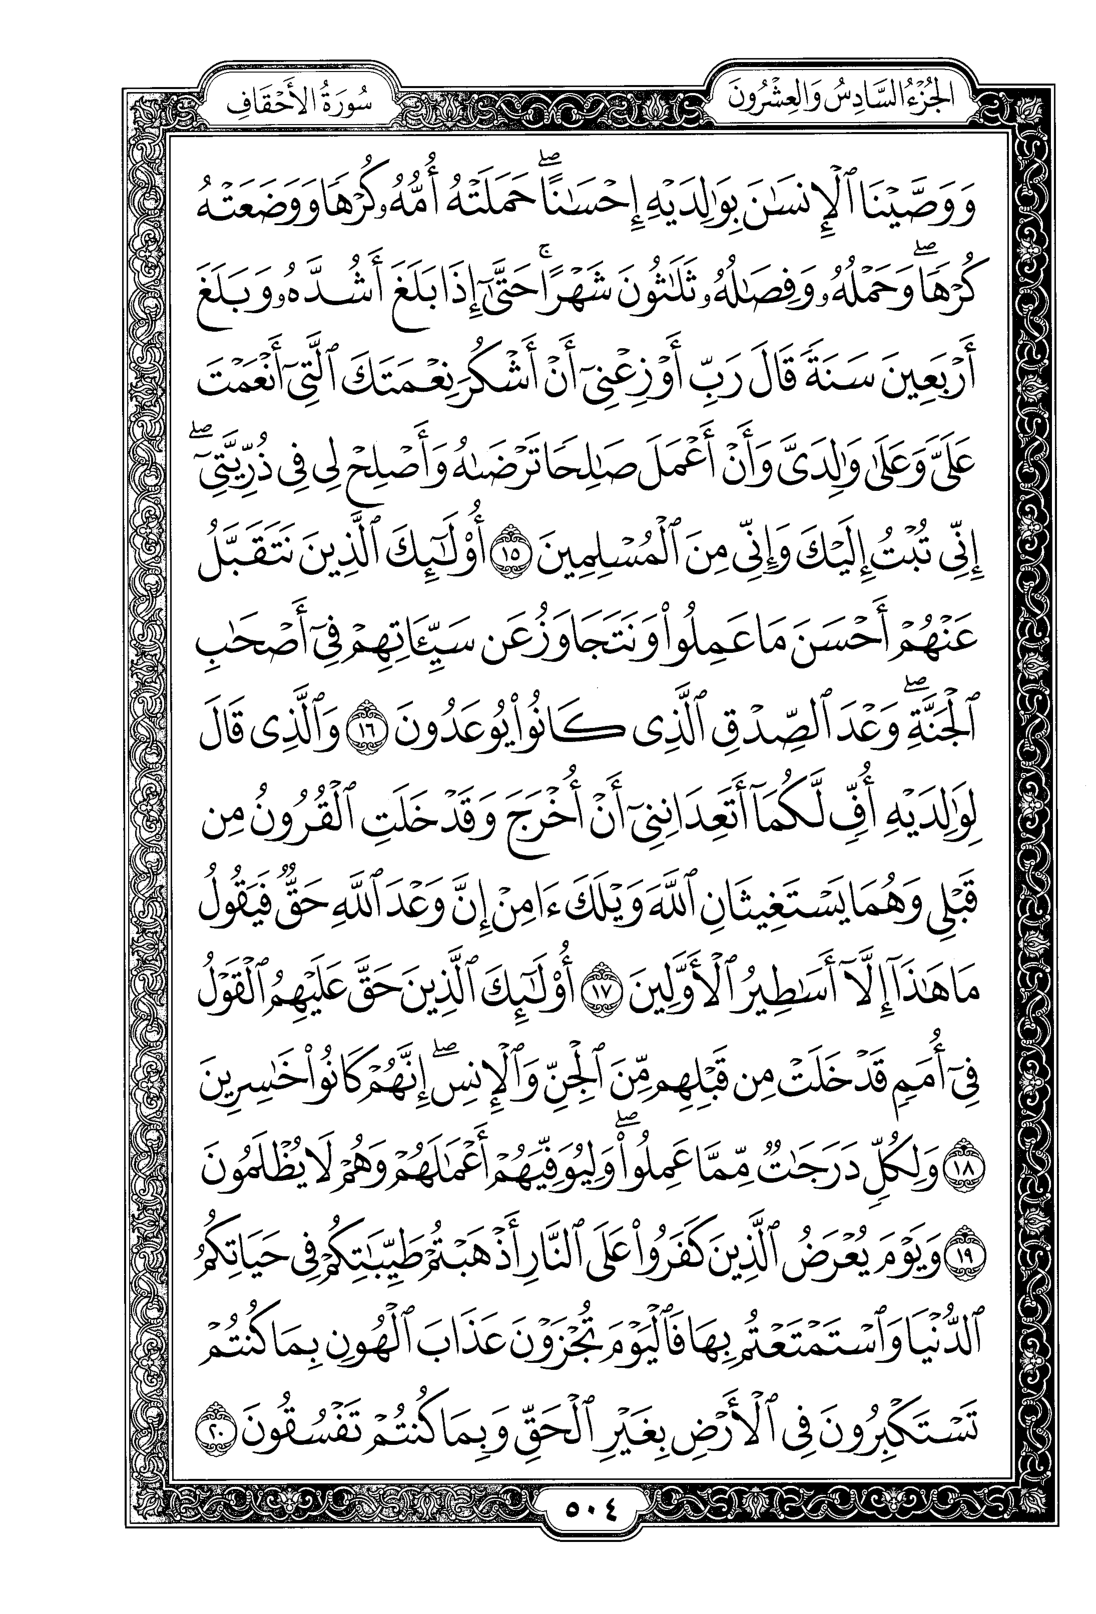 الجُزْءُ السَّادِسُ وَالعِشْرُونَ
سُورَةُ الأَحْقَافِ
وَوَصَّيْنَا ٱلْإِنسَٰنَ بِوَٰلِدَيْهِ إِحْسَٰنًاۖ حَمَلَتْهُ أُمُّهُۥ كُرْهًا وَوَضَعَتْهُ
كُرْهًاۖ وَحَمْلُهُۥ وَفِصَٰلُهُۥ ثَلَٰثُونَ شَهْرًاۚ حَتَّىٰٓ إِذَا بَلَغَ أَشُدَّهُۥ وَبَلَغَ
أَرْبَعِينَ سَنَةً قَالَ رَبِّ أَوْزِعْنِىٓ أَنْ أَشْكُرَ نِعْمَتَكَ ٱلَّتِىٓ أَنْعَمْتَ
عَلَىَّ وَعَلَىٰ وَٰلِدَىَّ وَأَنْ أَعْمَلَ صَٰلِحًا تَرْضَىٰهُ وَأَصْلِحْ لِى فِى ذُرِّيَّتِىٓۖ
إِنِّى تُبْتُ إِلَيْكَ وَإِنِّى مِنَ ٱلْمُسْلِمِينَ ١٥ أُو۟لَٰٓئِكَ ٱلَّذِينَ نَتَقَبَّلُ
عَنْهُمْ أَحْسَنَ مَا عَمِلُوا۟ وَنَتَجَاوَزُ عَن سَيِّـَٔاتِهِمْ فِىٓ أَصْحَٰبِ
ٱلْجَنَّةِۖ وَعْدَ ٱلصِّدْقِ ٱلَّذِى كَانُوا۟ يُوعَدُونَ ١٦ وَٱلَّذِى قَالَ
لِوَٰلِدَيْهِ أُفٍّ لَّكُمَآ أَتَعِدَانِنِىٓ أَنْ أُخْرَجَ وَقَدْ خَلَتِ ٱلْقُرُونُ مِن
قَبْلِى وَهُمَا يَسْتَغِيثَانِ ٱللَّهَ وَيْلَكَ ءَامِنْ إِنَّ وَعْدَ ٱللَّهِ حَقٌّ فَيَقُولُ
مَا هَٰذَآ إِلَّآ أَسَٰطِيرُ ٱلْأَوَّلِينَ ١٧ أُو۟لَٰٓئِكَ ٱلَّذِينَ حَقَّ عَلَيْهِمُ ٱلْقَوْلُ
فِىٓ أُمَمٍ قَدْ خَلَتْ مِن قَبْلِهِم مِّنَ ٱلْجِنِّ وَٱلْإِنسِۖ إِنَّهُمْ كَانُوا۟ خَٰسِرِينَ
١٨ وَلِكُلٍّ دَرَجَٰتٌ مِّمَّا عَمِلُوا۟ۖ وَلِيُوَفِّيَهُمْ أَعْمَٰلَهُمْ وَهُمْ لَا يُظْلَمُونَ
١٩ وَيَوْمَ يُعْرَضُ ٱلَّذِينَ كَفَرُوا۟ عَلَى ٱلنَّارِ أَذْهَبْتُمْ طَيِّبَٰتِكُمْ فِى حَيَاتِكُمُ
ٱلدُّنْيَا وَٱسْتَمْتَعْتُم بِهَا فَٱلْيَوْمَ تُجْزَوْنَ عَذَابَ ٱلْهُونِ بِمَا كُنتُمْ
تَسْتَكْبِرُونَ فِى ٱلْأَرْضِ بِغَيْرِ ٱلْحَقِّ وَبِمَا كُنتُمْ تَفْسُقُونَ ٢٠
٥٠٤